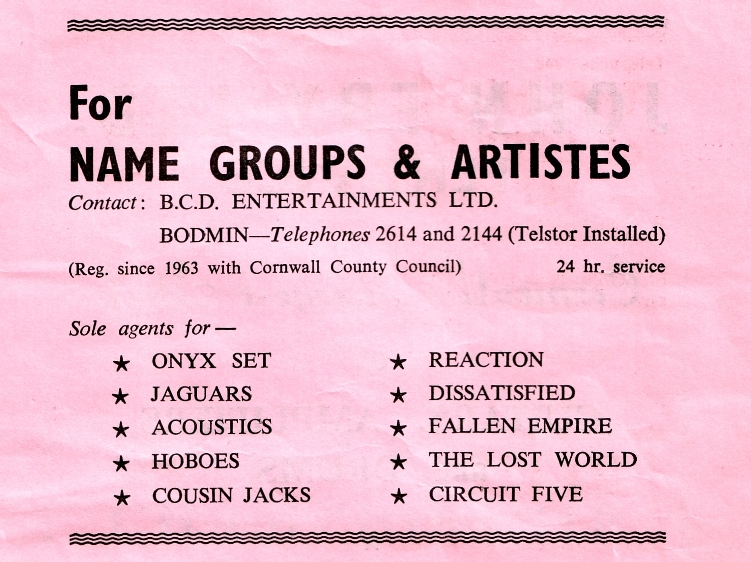 For
NAME GROUPS & ARTISTES
Contact: B.C.D. ENTERTAINMENTS LTD.
BODMIN—Telephones 2614 and 2144 (Telstor Installed)
(Reg. since 1963 with Cornwall County Council) 24 hr. service
Sole agents for—
★ ONYX SET ★ REACTION
★ JAGUARS ★ DISSATISFIED
★ ACOUSTICS ★ FALLEN EMPIRE
★ HOBOES ★ THE LOST WORLD
★ COUSIN JACKS ★ CIRCUIT FIVE